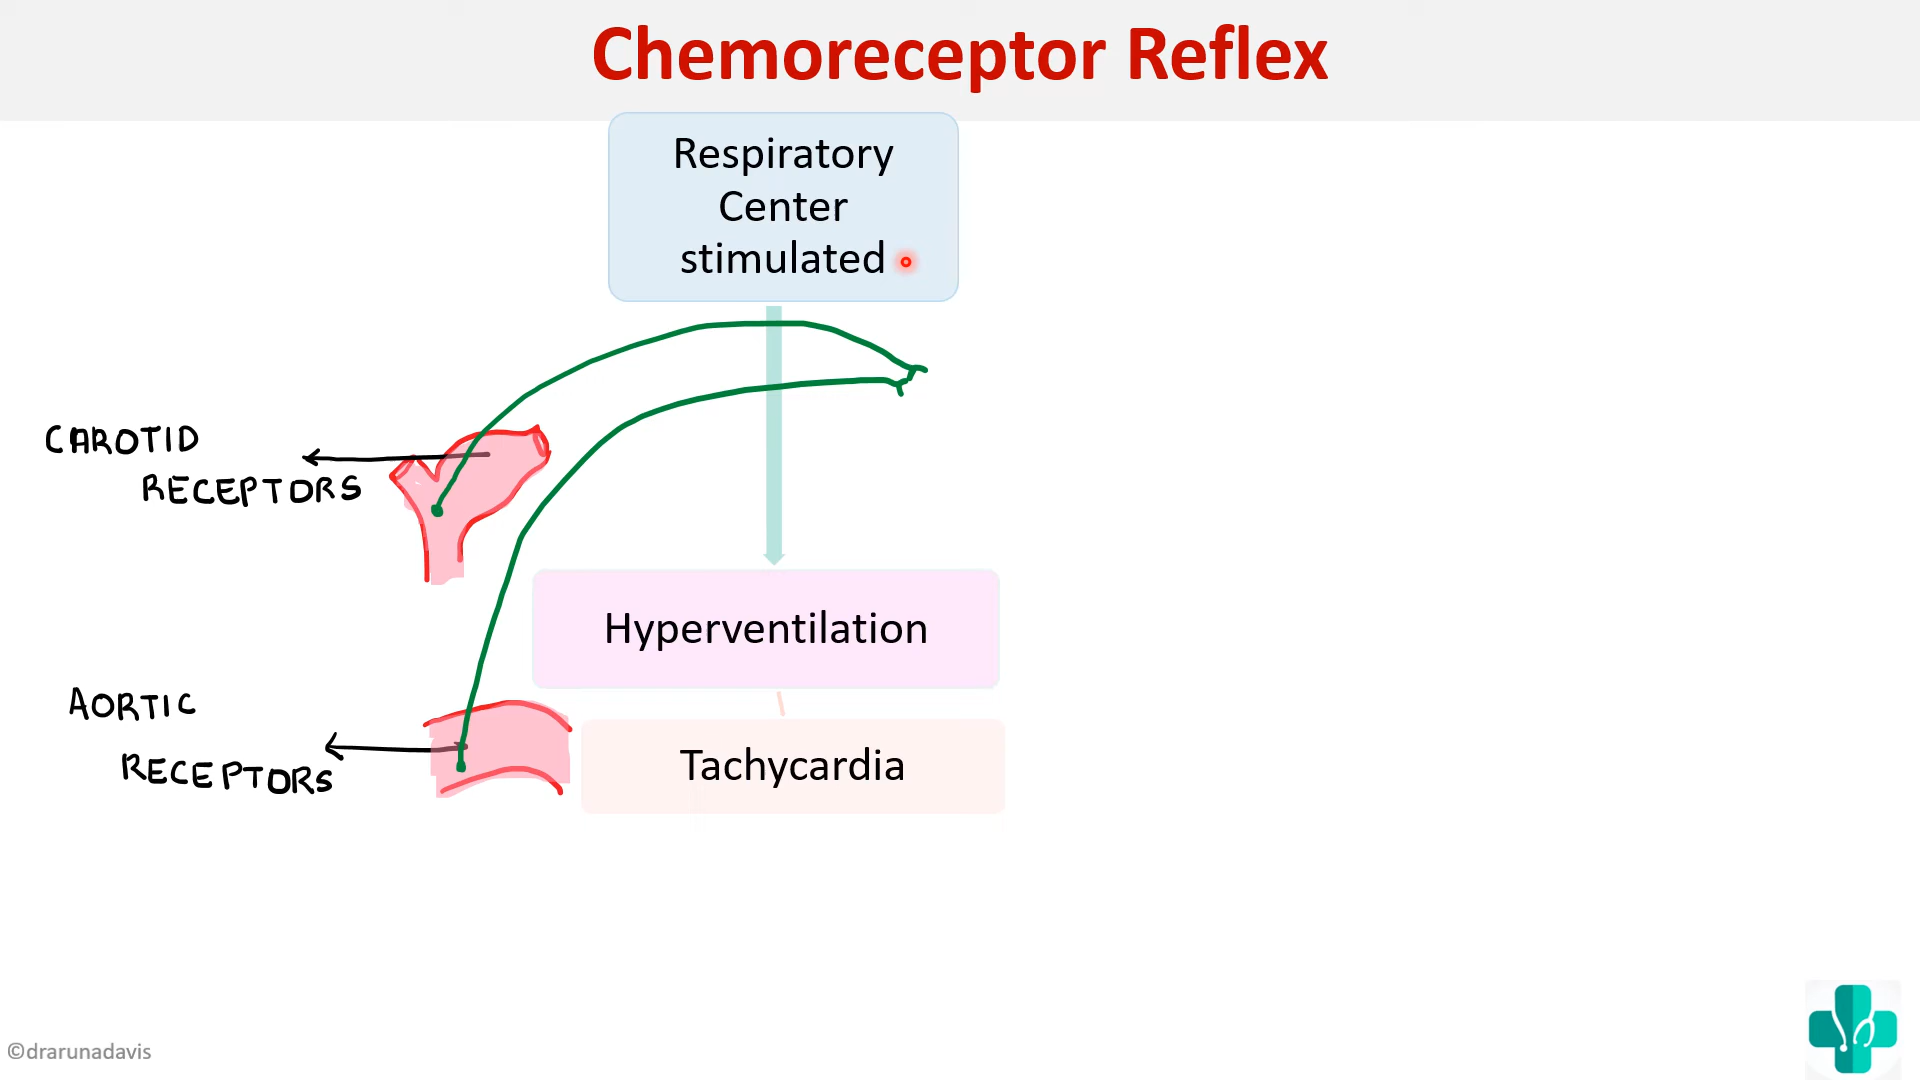 Chemoreceptor Reflex
Respiratory
Center
stimulated
CAROTID
RECEPTORS
Hyperventilation
AORTIC
RECEPTORS
Tachycardia
©drarunadavis